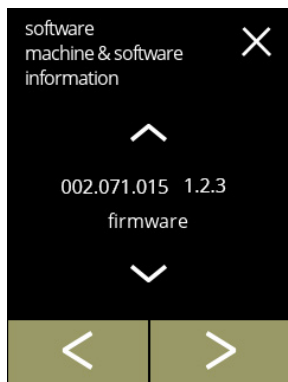 software
machine & software
information
002.071.015 1.2.3
firmware